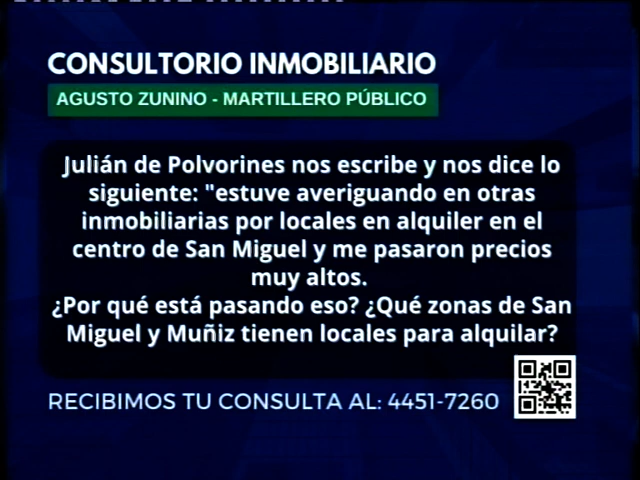 CONSULTORIO INMOBILIARIO
AGUSTO ZUNINO - MARTILLERO PÚBLICO
Julián de Polvorines nos escribe y nos dice lo
siguiente: "estuve averiguando en otras
inmobiliarias por locales en alquiler en el
centro de San Miguel y me pasaron precios
muy altos.
¿Por qué está pasando eso? ¿Qué zonas de San
Miguel y Muñiz tienen locales para alquilar?
RECIBIMOS TU CONSULTA AL: 4451-7260